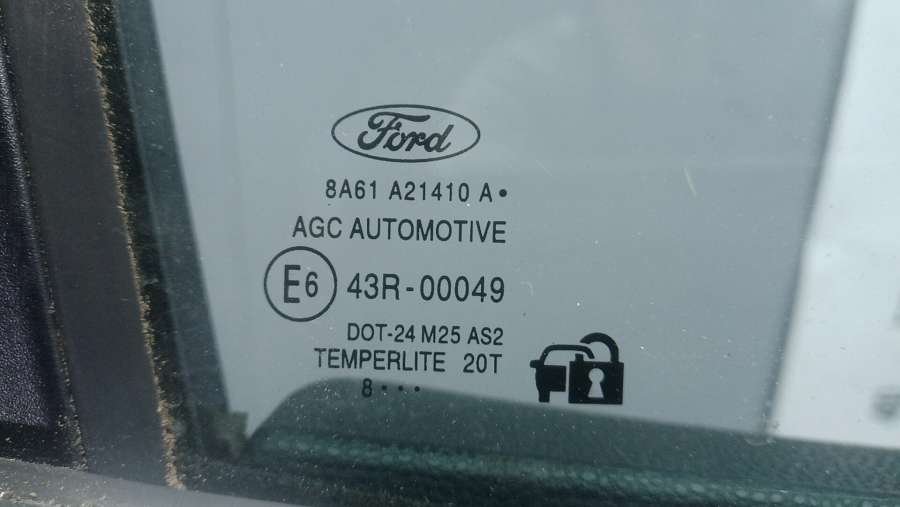 Ford
8A61 A21410 A•
AGC AUTOMOTIVE
E6 43R-00049
DOT-24 M25 AS2
TEMPERLITE 20T
8•••